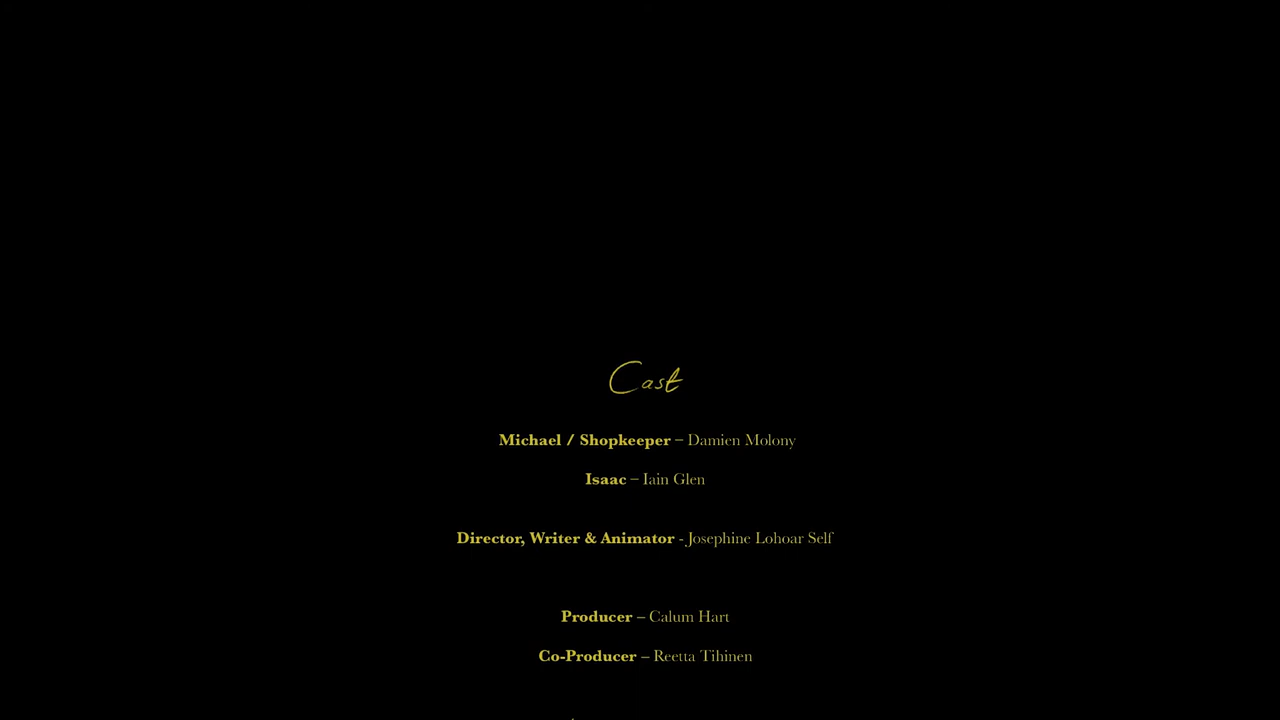 Cast
Michael / Shopkeeper – Damien Molony
Isaac – Iain Glen
Director, Writer & Animator - Josephine Lohoar Self
Producer – Calum Hart
Co-Producer – Reetta Tihinen